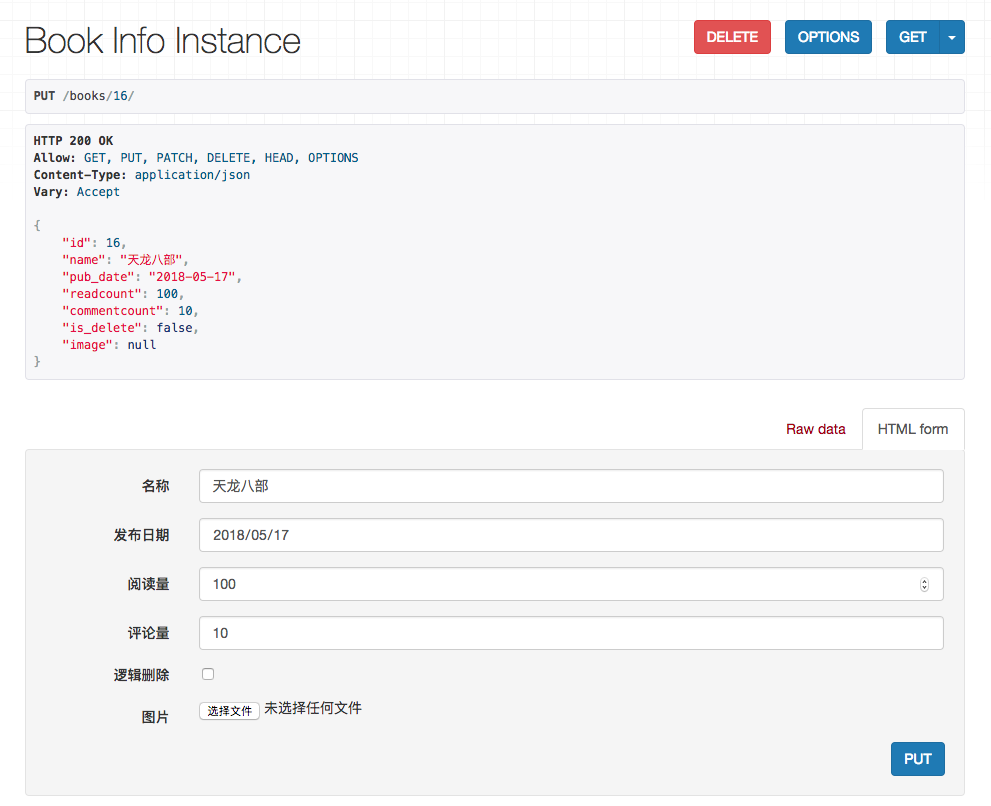 Book Info Instance
DELETE OPTIONS GET
PUT /books/16/
HTTP 200 OK
Allow: GET, PUT, PATCH, DELETE, HEAD, OPTIONS
Content-Type: application/json
Vary: Accept
{
"id": 16,
"name": "天龙八部",
"pub_date": "2018-05-17",
"readcount": 100,
"commentcount": 10,
"is_delete": false,
"image": null
}
Raw data HTML form
名称 天龙八部
发布日期 2018/05/17
阅读量 100
评论量 10
逻辑删除
图片 选择文件 未选择任何文件
PUT